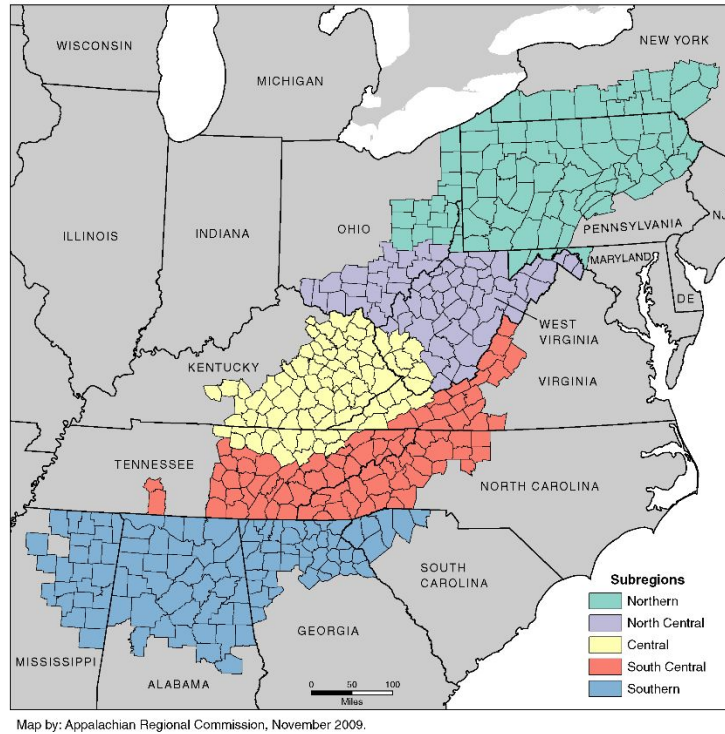 WISCONSIN
NEW YORK
MICHIGAN
ILLINOIS
INDIANA
OHIO
PENNSYLVANIA
NJ
MARYLAND
DE
WEST
VIRGINIA
KENTUCKY
VIRGINIA
TENNESSEE
NORTH CAROLINA
SOUTH
CAROLINA
MISSISSIPPI
ALABAMA
GEORGIA
0 50 100
Miles
Subregions
Northern
North Central
Central
South Central
Southern
Map by: Appalachian Regional Commission, November 2009.